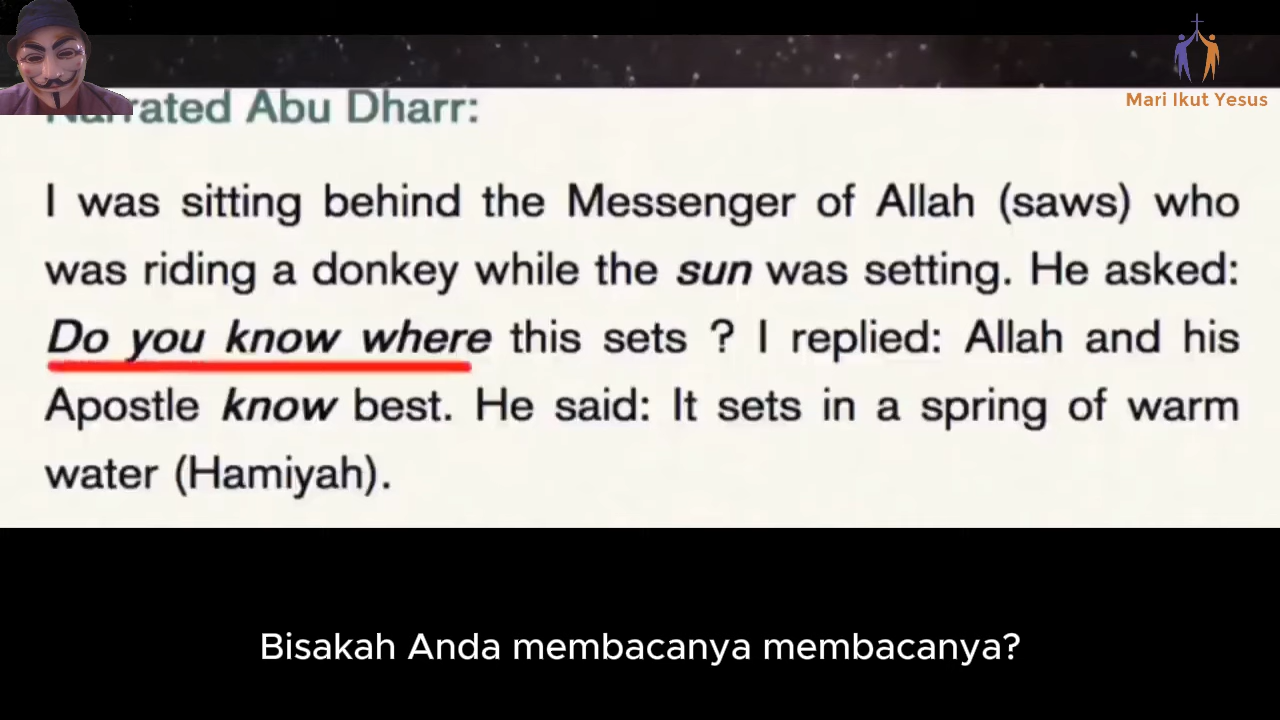 Mari Ikut Yesus
Narrated Abu Dharr:
I was sitting behind the Messenger of Allah (saws) who
was riding a donkey while the sun was setting. He asked:
Do you know where this sets ? I replied: Allah and his
Apostle know best. He said: It sets in a spring of warm
water (Hamiyah).
Bisakah Anda membacanya membacanya?